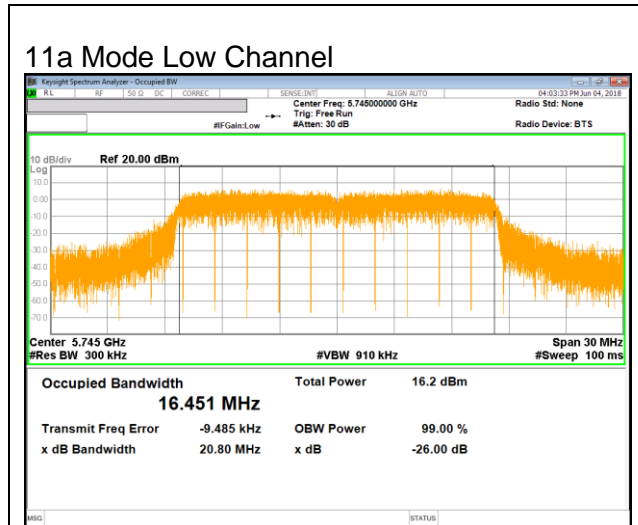 11a Mode Low Channel
Keysight Spectrum Analyzer - Occupied BW
RL RF 50 Ω DC CORREC SENSE:INT ALIGN AUTO 04:03:33 PM Jun 04, 2018
Center Freq: 5.745000000 GHz Radio Std: None
Trig: Free Run
#IFGain:Low #Atten: 30 dB Radio Device: BTS
10 dB/div Ref 20.00 dBm
Log
10.0
0.00
-10.0
-20.0
-30.0
-40.0
-50.0
-60.0
-70.0
Center 5.745 GHz Span 30 MHz
#Res BW 300 kHz #VBW 910 kHz #Sweep 100 ms
Occupied Bandwidth Total Power 16.2 dBm
16.451 MHz
Transmit Freq Error -9.485 kHz OBW Power 99.00 %
x dB Bandwidth 20.80 MHz x dB -26.00 dB
MSG STATUS